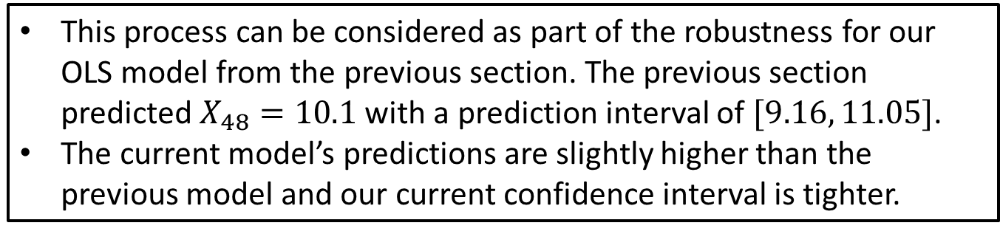 • This process can be considered as part of the robustness for our
OLS model from the previous section. The previous section
predicted X₄₈ = 10.1 with a prediction interval of [9.16, 11.05].
• The current model’s predictions are slightly higher than the
previous model and our current confidence interval is tighter.